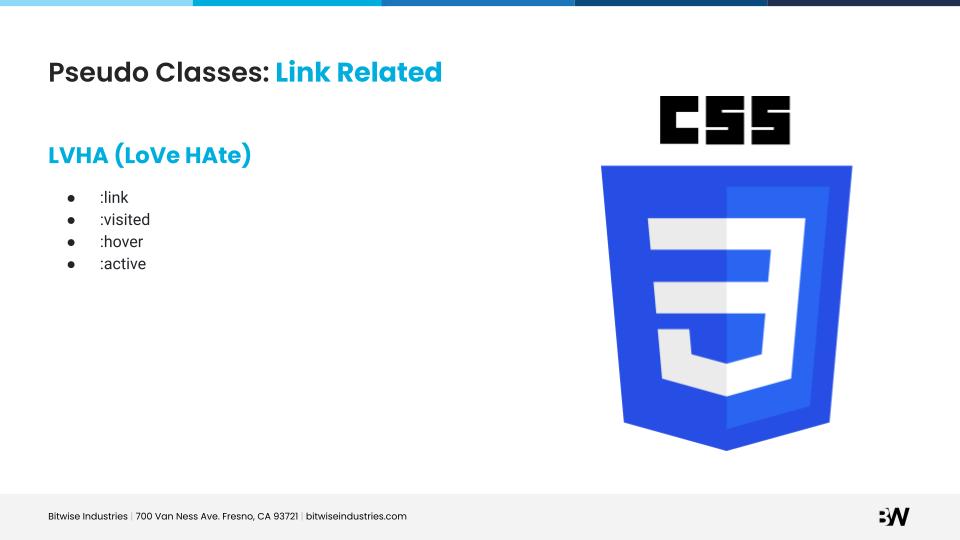 Pseudo Classes: Link Related
CSS
LVHA (LoVe HAte)
● :link
● :visited
● :hover
● :active
3
Bitwise Industries | 700 Van Ness Ave. Fresno, CA 93721 | bitwiseindustries.com
BW